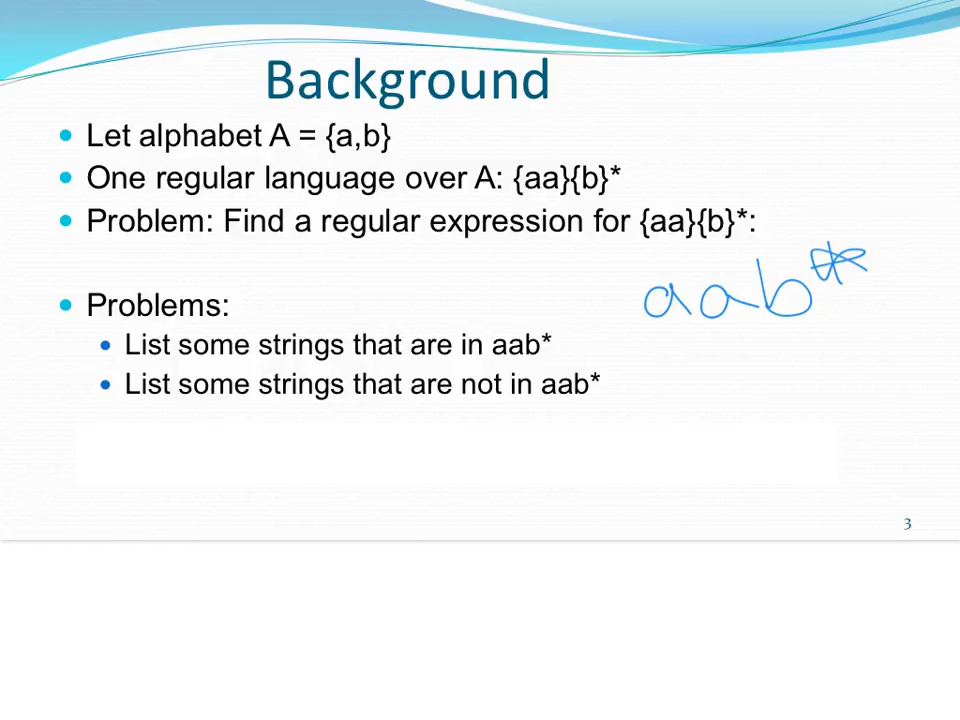 Background
Let alphabet A = {a,b}
One regular language over A: {aa}{b}*
Problem: Find a regular expression for {aa}{b}*:
aab*
Problems:
List some strings that are in aab*
List some strings that are not in aab*
3